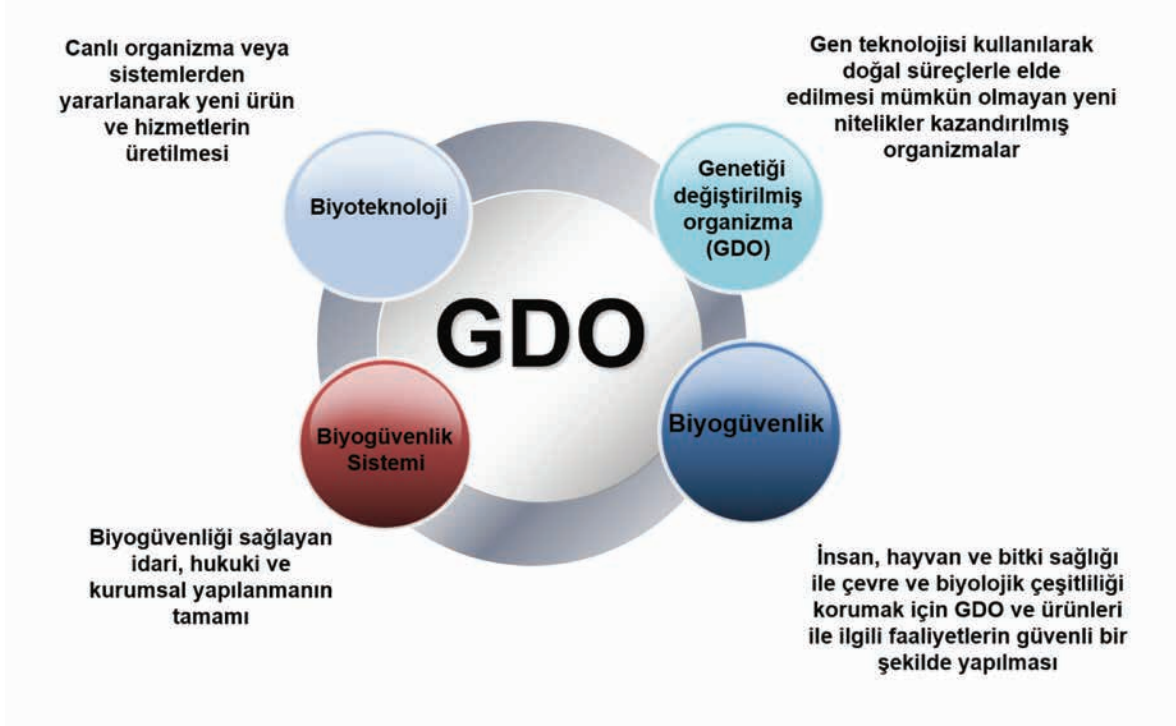 Canlı organizma veya
sistemlerden
yararlanarak yeni ürün
ve hizmetlerin
üretilmesi
Gen teknolojisi kullanılarak
doğal süreçlerle elde
edilmesi mümkün olmayan yeni
nitelikler kazandırılmış
organizmalar
Biyoteknoloji
Genetiği
değiştirilmiş
organizma
(GDO)
GDO
Biyogüvenlik
Sistemi
Biyogüvenlik
Biyogüvenliği sağlayan
idari, hukuki ve
kurumsal yapılanmanın
tamamı
İnsan, hayvan ve bitki sağlığı
ile çevre ve biyolojik çeşitliliği
korumak için GDO ve ürünleri
ile ilgili faaliyetlerin güvenli bir
şekilde yapılması